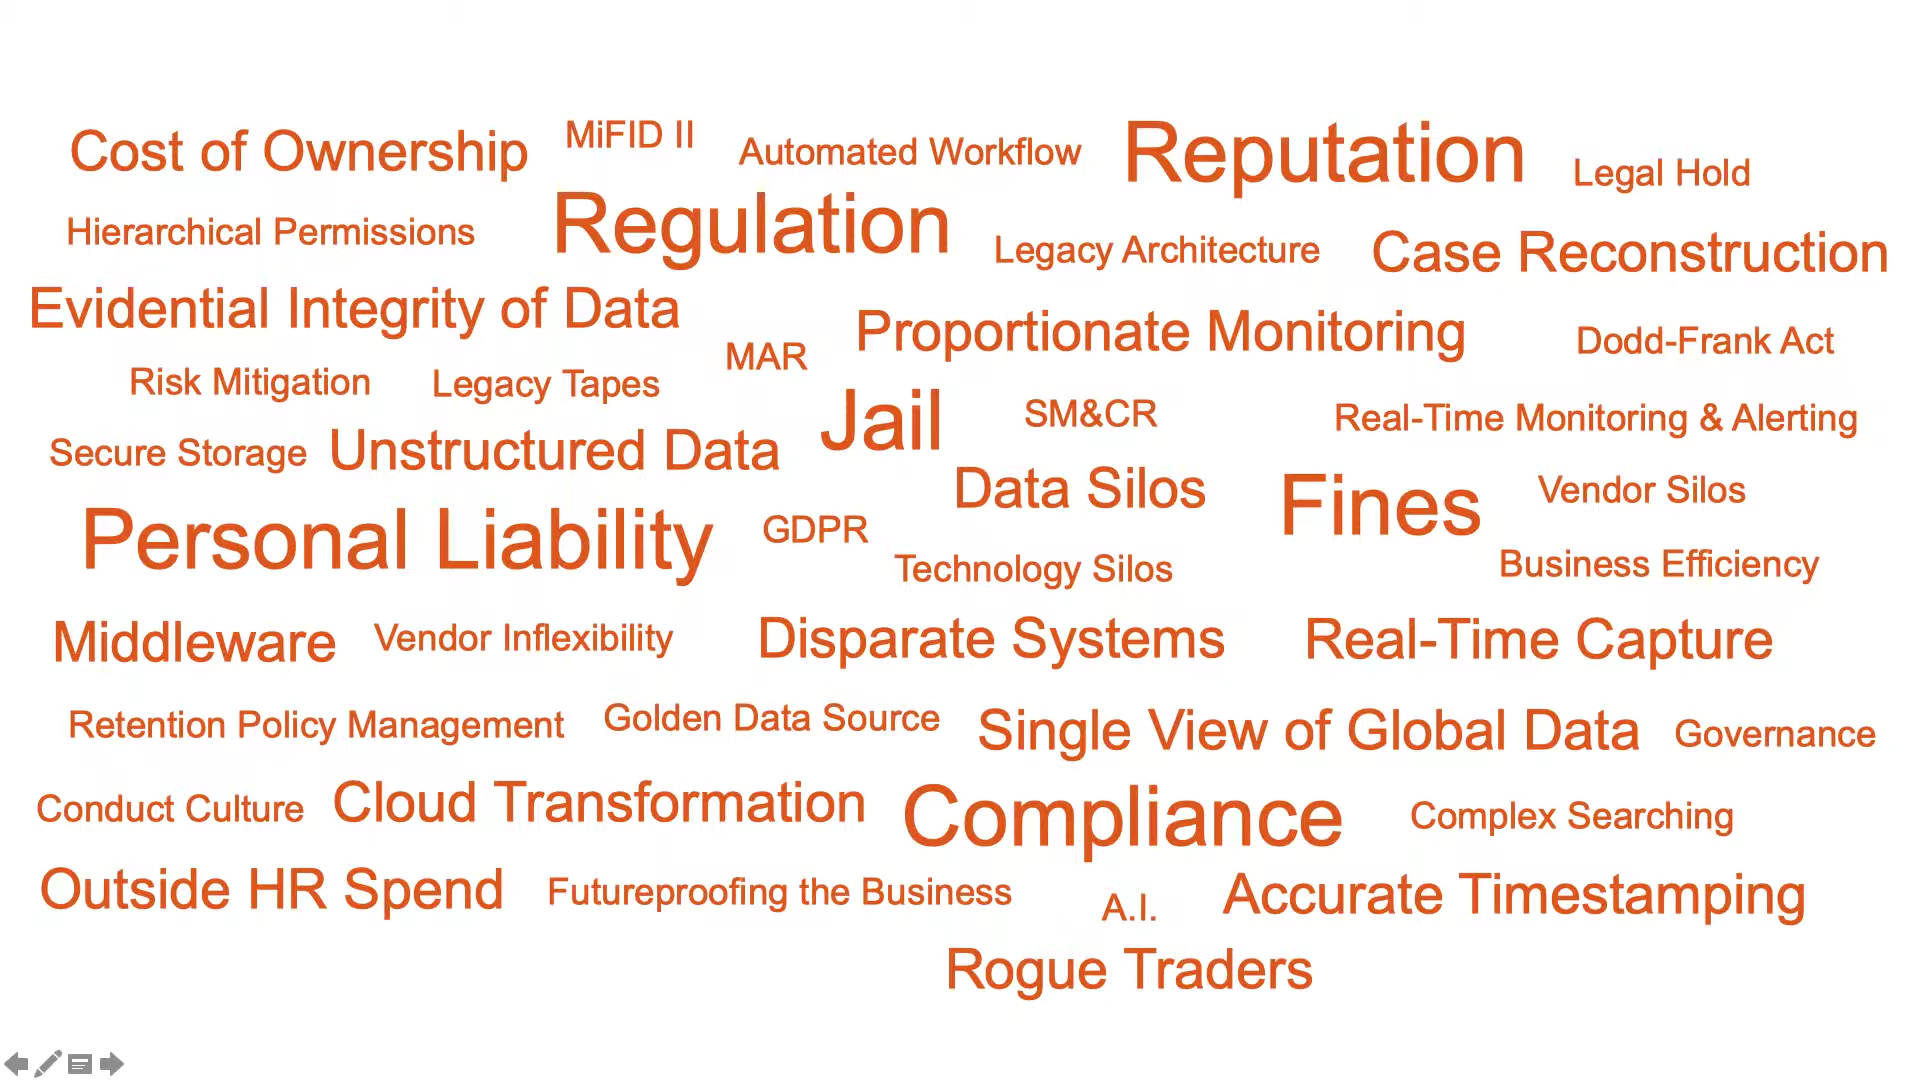 Cost of Ownership
MiFID II
Automated Workflow
Reputation
Legal Hold
Hierarchical Permissions
Regulation
Legacy Architecture
Case Reconstruction
Evidential Integrity of Data
MAR
Proportionate Monitoring
Dodd-Frank Act
Risk Mitigation
Legacy Tapes
Jail
SM&CR
Real-Time Monitoring & Alerting
Secure Storage
Unstructured Data
Data Silos
Fines
Vendor Silos
Personal Liability
GDPR
Technology Silos
Business Efficiency
Middleware
Vendor Inflexibility
Disparate Systems
Real-Time Capture
Retention Policy Management
Golden Data Source
Single View of Global Data
Governance
Conduct Culture
Cloud Transformation
Compliance
Complex Searching
Outside HR Spend
Futureproofing the Business
A.I.
Accurate Timestamping
Rogue Traders